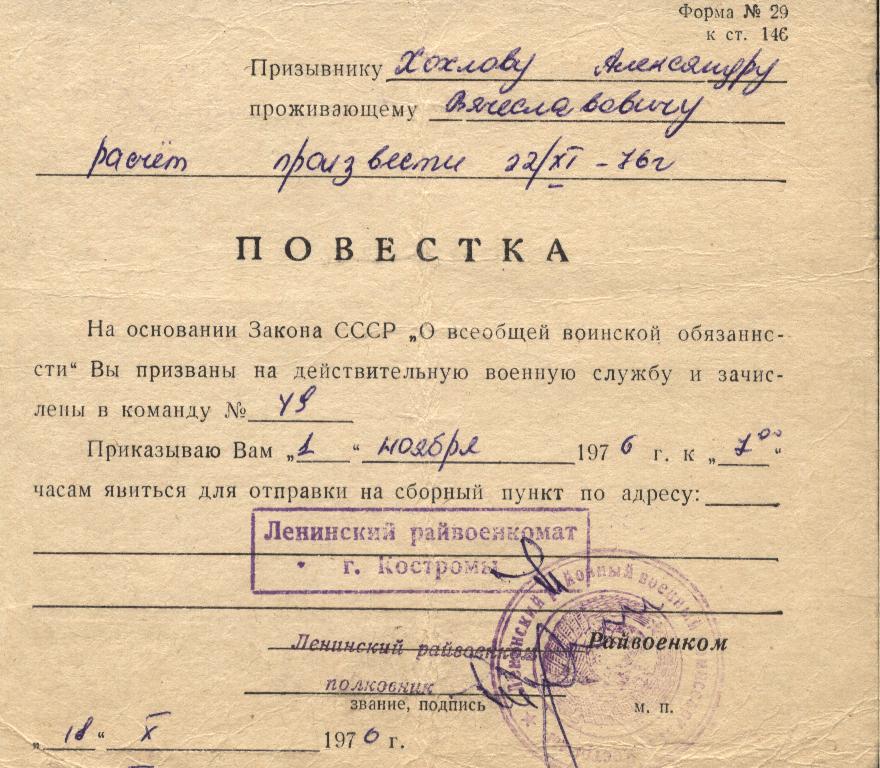 Форма № 29
к ст. 146
Призывнику Хохлову Александру
проживающему Вячеславовичу
расчёт произвести 22/XI – 76г
ПОВЕСТКА
На основании Закона СССР „О всеобщей воинской обязаннс-
сти“ Вы призваны на действительную военную службу и зачис-
лены в команду №
Приказываю Вам „1“ ноября 1976 г. к „7⁰⁰“
часам явиться для отправки на сборный пункт по адресу:
Ленинский райвоенкомат
г. Костромы
Ленинский райвоенком Райвоенком
полковник
звание, подпись м. п.
„18“ X 1976 г.